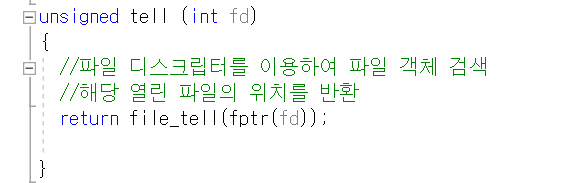 unsigned tell (int fd)
{
//파일 디스크립터를 이용하여 파일 객체 검색
//해당 열린 파일의 위치를 반환
return file_tell(fptr(fd));
}